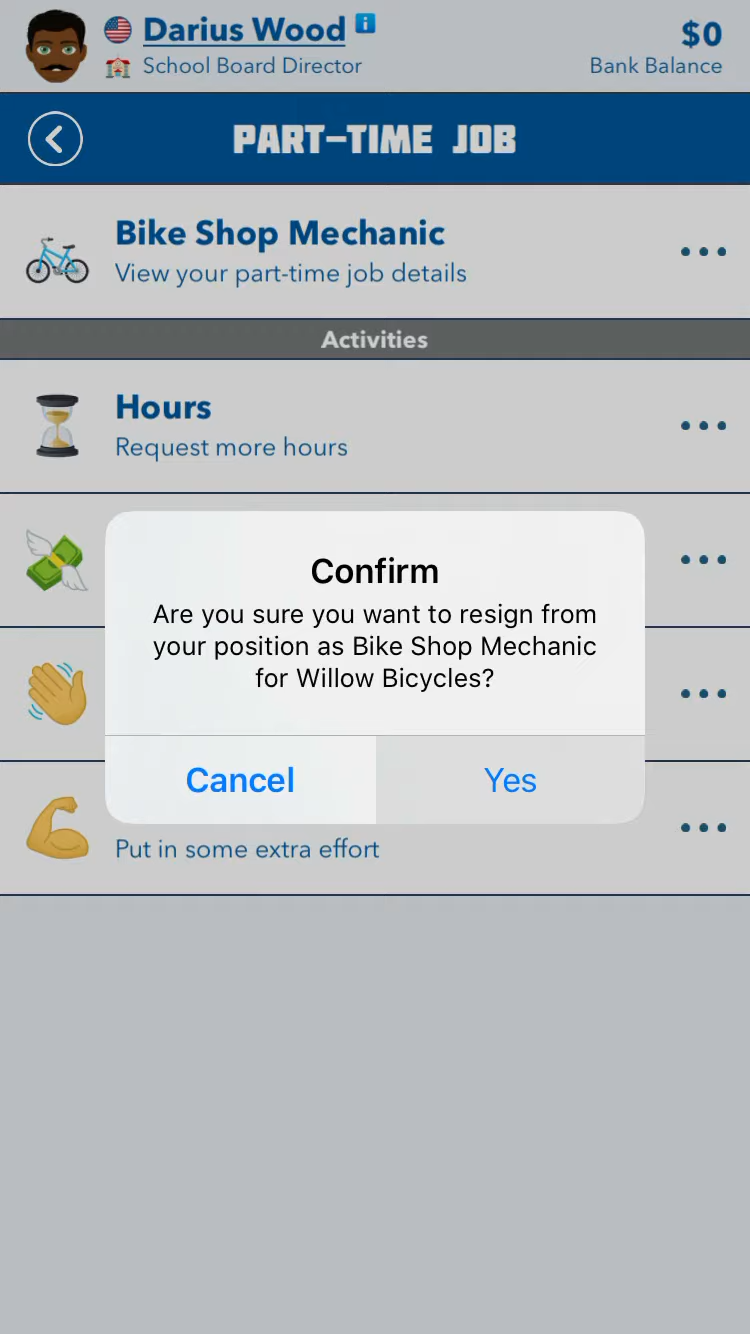 Darius Wood
$0
School Board Director
Bank Balance
PART-TIME JOB
Bike Shop Mechanic
View your part-time job details
Activities
Hours
Request more hours
Confirm
Are you sure you want to resign from
your position as Bike Shop Mechanic
for Willow Bicycles?
Cancel
Yes
Put in some extra effort